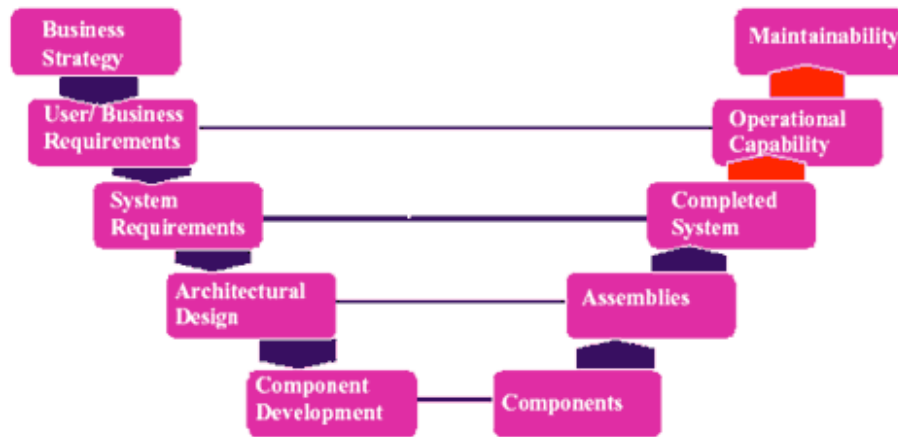 Business
Strategy
Maintainability
User/ Business
Requirements
Operational
Capability
System
Requirements
Completed
System
Architectural
Design
Assemblies
Component
Development
Components